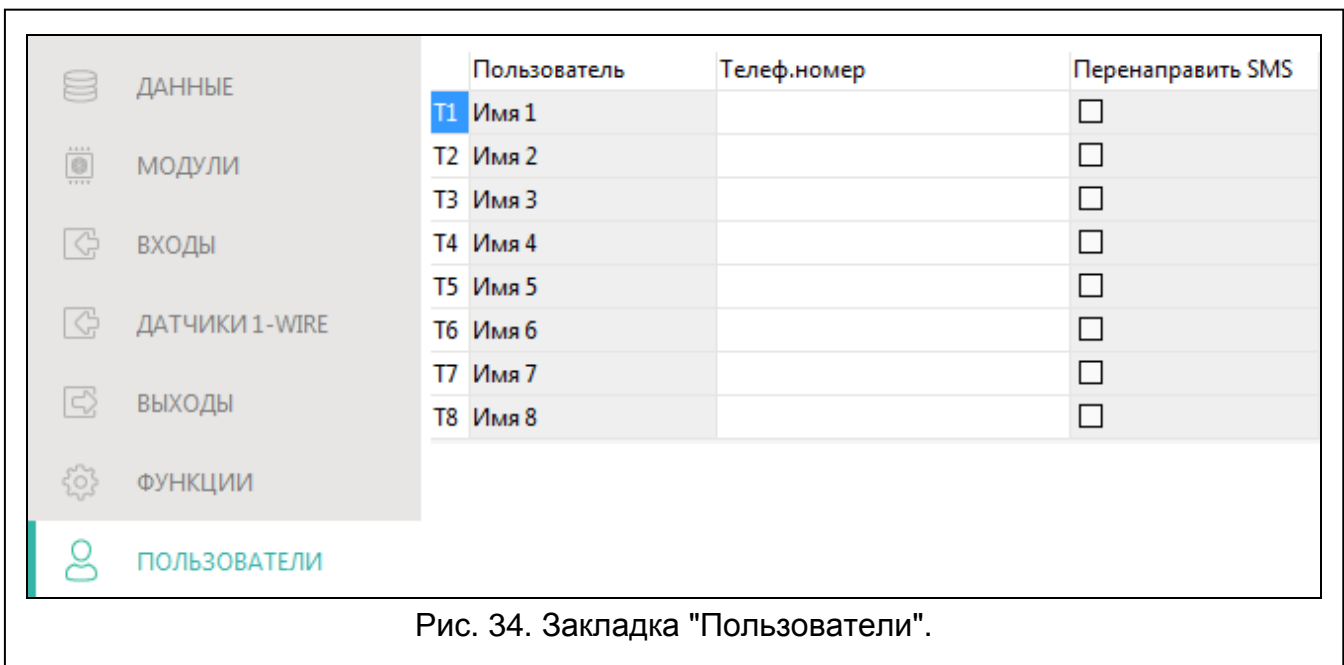 ДАННЫЕ
МОДУЛИ
ВХОДЫ
ДАТЧИКИ 1-WIRE
ВЫХОДЫ
ФУНКЦИИ
ПОЛЬЗОВАТЕЛИ
Пользователь Телеф.номер Перенаправить SMS
T1 Имя 1
T2 Имя 2
T3 Имя 3
T4 Имя 4
T5 Имя 5
T6 Имя 6
T7 Имя 7
T8 Имя 8
Рис. 34. Закладка "Пользователи".